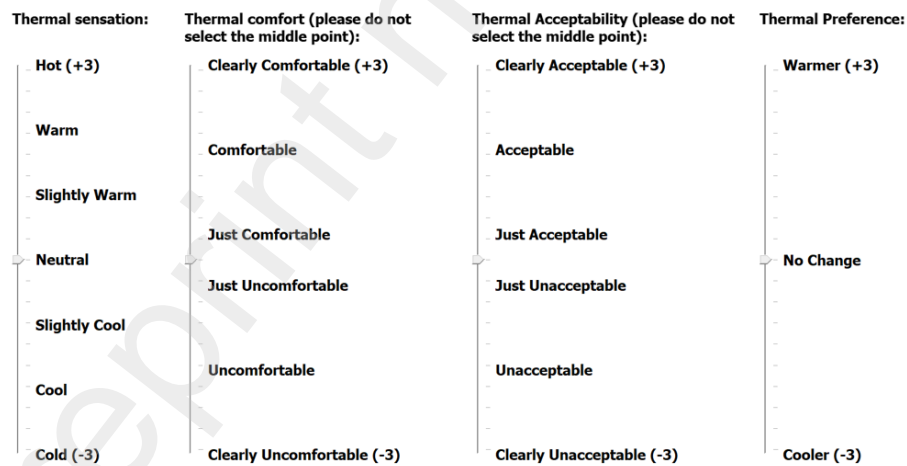 Thermal sensation:
Hot (+3)
Warm
Slightly Warm
Neutral
Slightly Cool
Cool
Cold (-3)
Thermal comfort (please do not
select the middle point):
Clearly Comfortable (+3)
Comfortable
Just Comfortable
Just Uncomfortable
Uncomfortable
Clearly Uncomfortable (-3)
Thermal Acceptability (please do not
select the middle point):
Clearly Acceptable (+3)
Acceptable
Just Acceptable
Just Unacceptable
Unacceptable
Clearly Unacceptable (-3)
Thermal Preference:
Warmer (+3)
No Change
Cooler (-3)